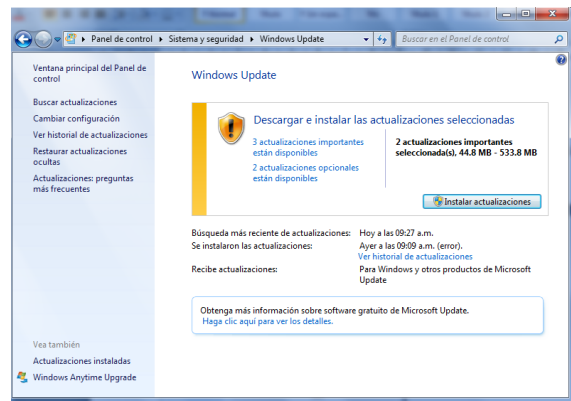 Panel de control ▸ Sistema y seguridad ▸ Windows Update
Buscar en el Panel de control
Ventana principal del Panel de
control
Buscar actualizaciones
Cambiar configuración
Ver historial de actualizaciones
Restaurar actualizaciones
ocultas
Actualizaciones: preguntas
más frecuentes
Vea también
Actualizaciones instaladas
Windows Anytime Upgrade
Windows Update
Descargar e instalar las actualizaciones seleccionadas
3 actualizaciones importantes
están disponibles
2 actualizaciones opcionales
están disponibles
2 actualizaciones importantes
seleccionada(s), 44.8 MB - 533.8 MB
Instalar actualizaciones
Búsqueda más reciente de actualizaciones: Hoy a las 09:27 a.m.
Se instalaron las actualizaciones: Ayer a las 09:09 a.m. (error).
Ver historial de actualizaciones
Recibe actualizaciones: Para Windows y otros productos de Microsoft
Update
Obtenga más información sobre software gratuito de Microsoft Update.
Haga clic aquí para ver los detalles.